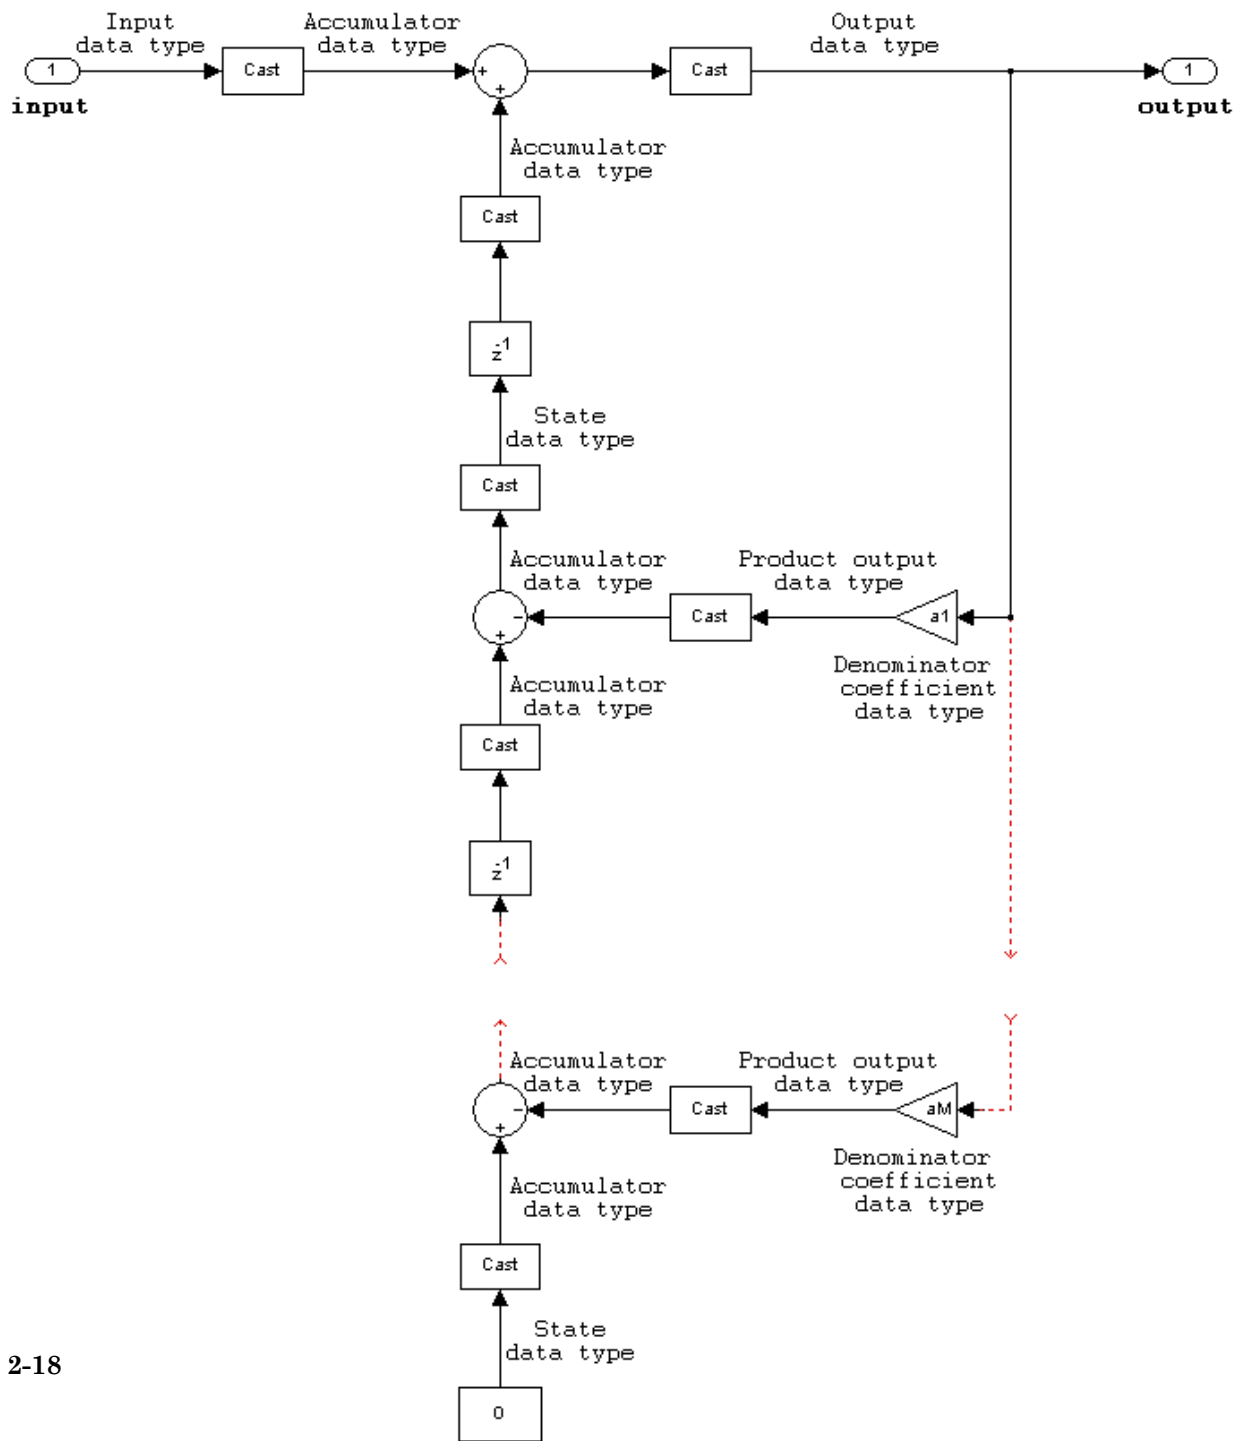 Input
data type
Accumulator
data type
Output
data type
1
Cast
+
+
Cast
1
input
output
Accumulator
data type
Cast
z-1
State
data type
Cast
Accumulator
data type
Product output
data type
-
+
Cast
a1
Denominator
coefficient
data type
Accumulator
data type
Cast
z-1
Accumulator
data type
Product output
data type
-
+
Cast
aM
Denominator
coefficient
data type
Accumulator
data type
Cast
State
data type
2-18
0